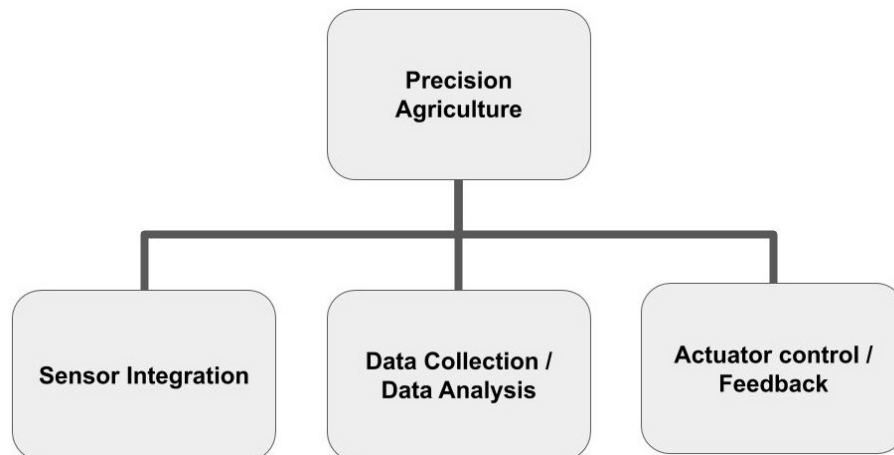 Precision
Agriculture
Sensor Integration
Data Collection /
Data Analysis
Actuator control /
Feedback